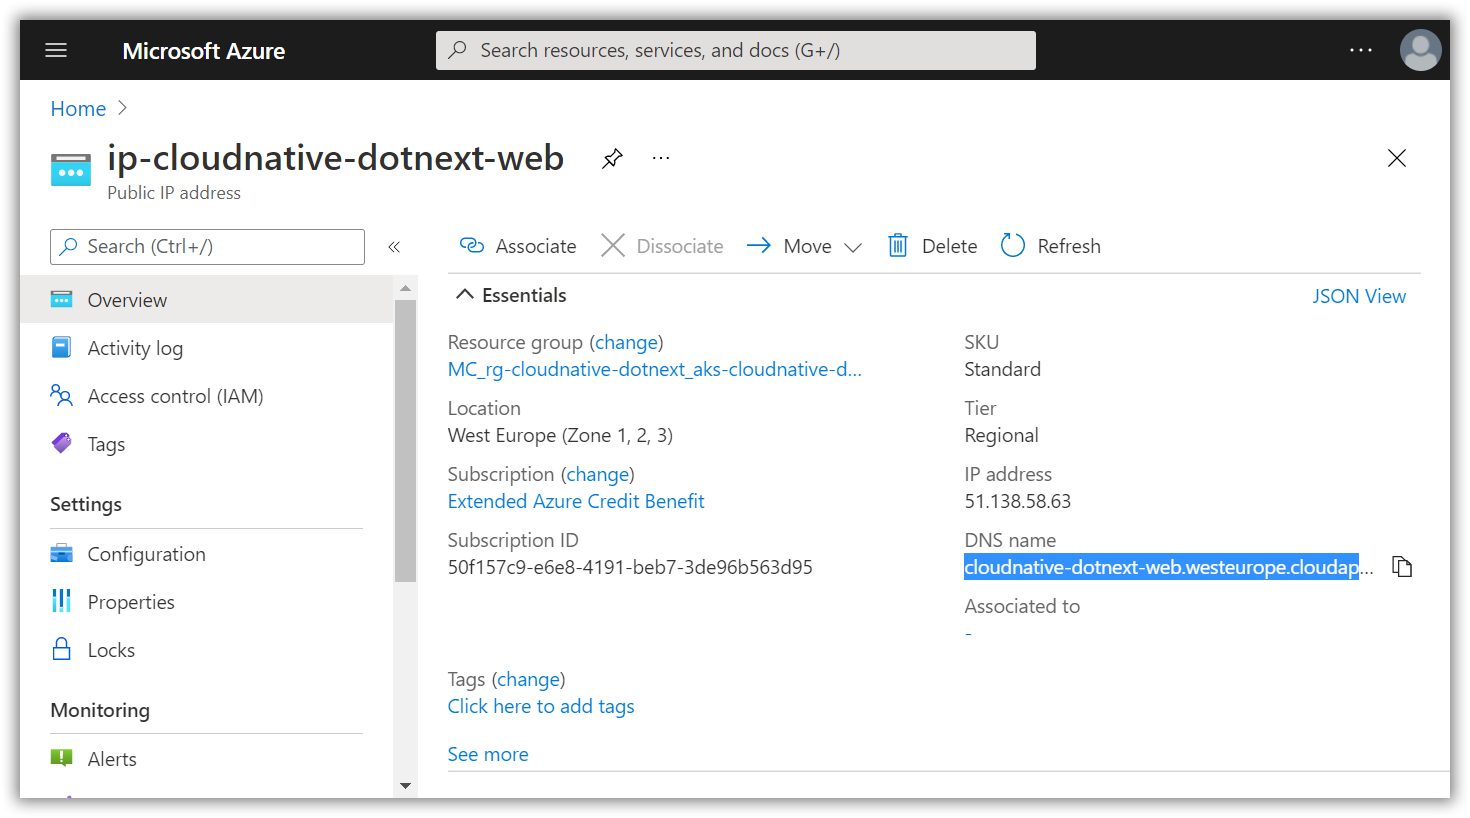 Microsoft Azure
Search resources, services, and docs (G+/)
...
Home >
ip-cloudnative-dotnext-web
...
Public IP address
Search (Ctrl+/)
«
Overview
Activity log
Access control (IAM)
Tags
Settings
Configuration
Properties
Locks
Monitoring
Alerts
Associate
Dissociate
Move
Delete
Refresh
Essentials
JSON View
Resource group (change)
MC_rg-cloudnative-dotnext_aks-cloudnative-d...
Location
West Europe (Zone 1, 2, 3)
Subscription (change)
Extended Azure Credit Benefit
Subscription ID
50f157c9-e6e8-4191-beb7-3de96b563d95
SKU
Standard
Tier
Regional
IP address
51.138.58.63
DNS name
cloudnative-dotnext-web.westeurope.cloudap...
Associated to
-
Tags (change)
Click here to add tags
See more